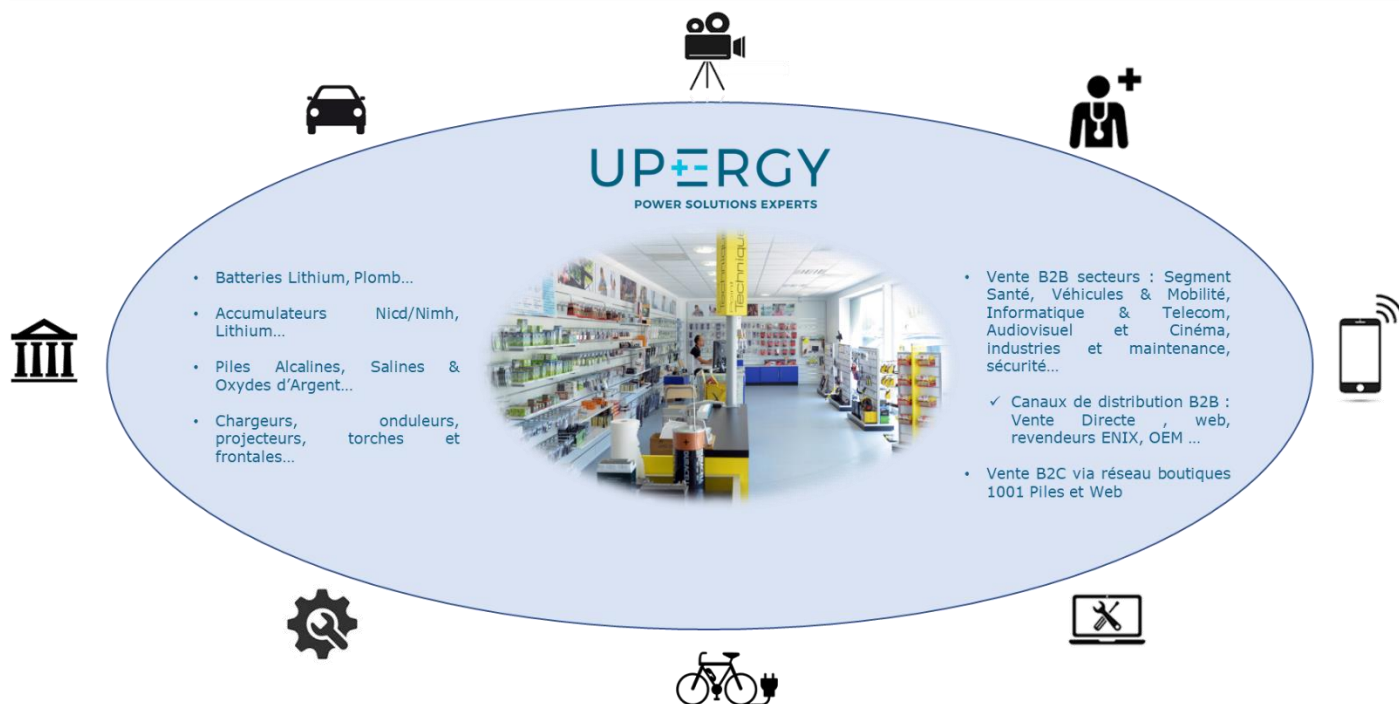 UPERGY
POWER SOLUTIONS EXPERTS
• Batteries Lithium, Plomb…
• Accumulateurs Nicd/Nimh,
Lithium…
• Piles Alcalines, Salines &
Oxydes d’Argent…
• Chargeurs, onduleurs,
projecteurs, torches et
frontales…
Technique
Point
Technique
• Vente B2B secteurs : Segment
Santé, Véhicules & Mobilité,
Informatique & Telecom,
Audiovisuel et Cinéma,
industries et maintenance,
sécurité…
✓ Canaux de distribution B2B :
Vente Directe , web,
revendeurs ENIX, OEM …
• Vente B2C via réseau boutiques
1001 Piles et Web